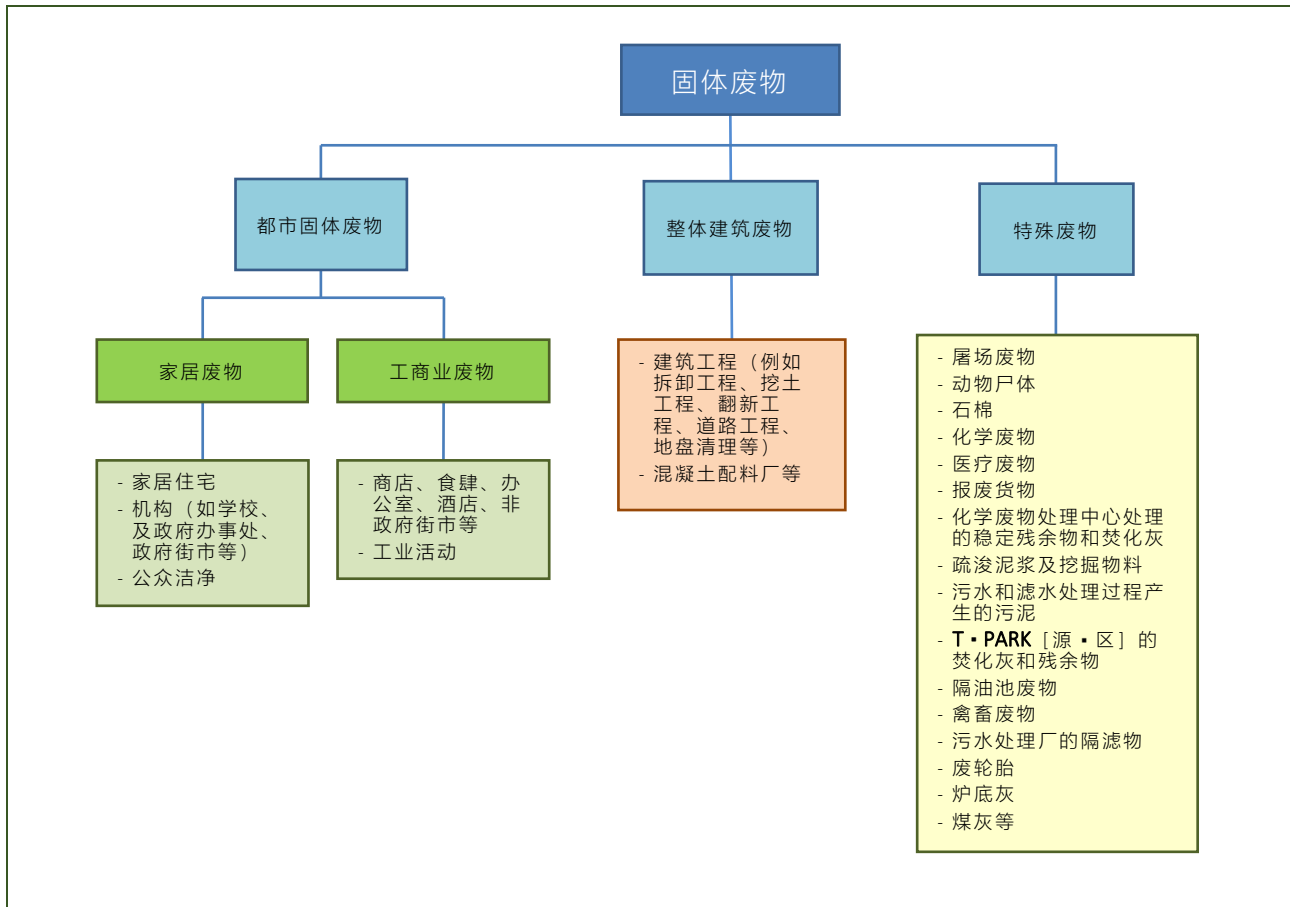 固体废物
都市固体废物
整体建筑废物
特殊废物
家居废物
工商业废物
- 家居住宅
- 机构（如学校、
及政府办事处、
政府街市等）
- 公众洁净
- 商店、食肆、办
公室、酒店、非
政府街市等
- 工业活动
- 建筑工程（例如
拆卸工程、挖土
工程、翻新工
程、道路工程、
地盘清理等）
- 混凝土配料厂等
- 屠场废物
- 动物尸体
- 石棉
- 化学废物
- 医疗废物
- 报废货物
- 化学废物处理中心处理
的稳定残余物和焚化灰
- 疏浚泥浆及挖掘物料
- 污水和滤水处理过程产
生的污泥
- T▪PARK［源▪区］的
焚化灰和残余物
- 隔油池废物
- 禽畜废物
- 污水处理厂的隔滤物
- 废轮胎
- 炉底灰
- 煤灰等